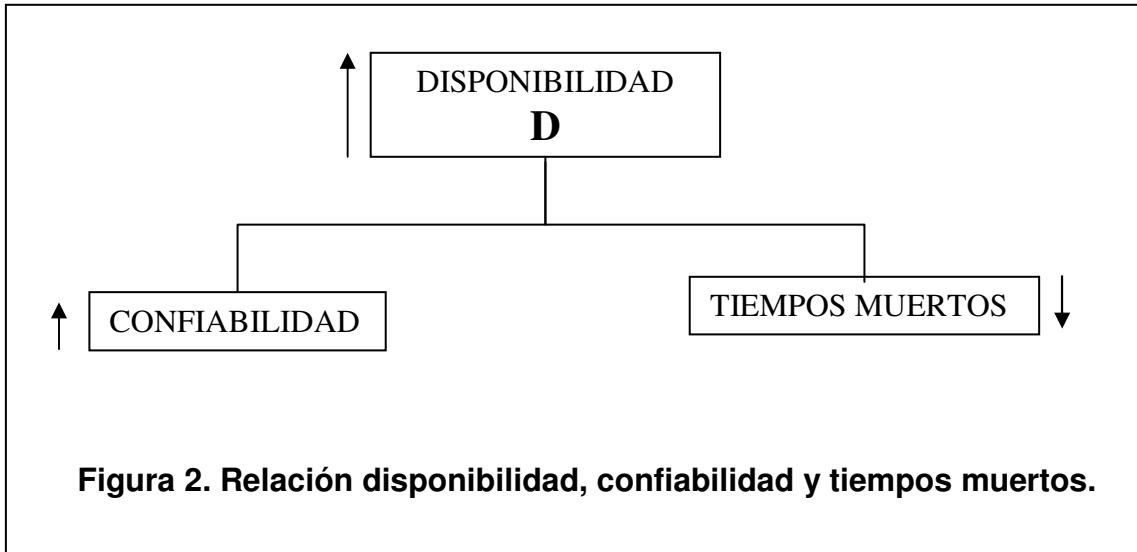 DISPONIBILIDAD
D
CONFIABILIDAD
TIEMPOS MUERTOS
Figura 2. Relación disponibilidad, confiabilidad y tiempos muertos.